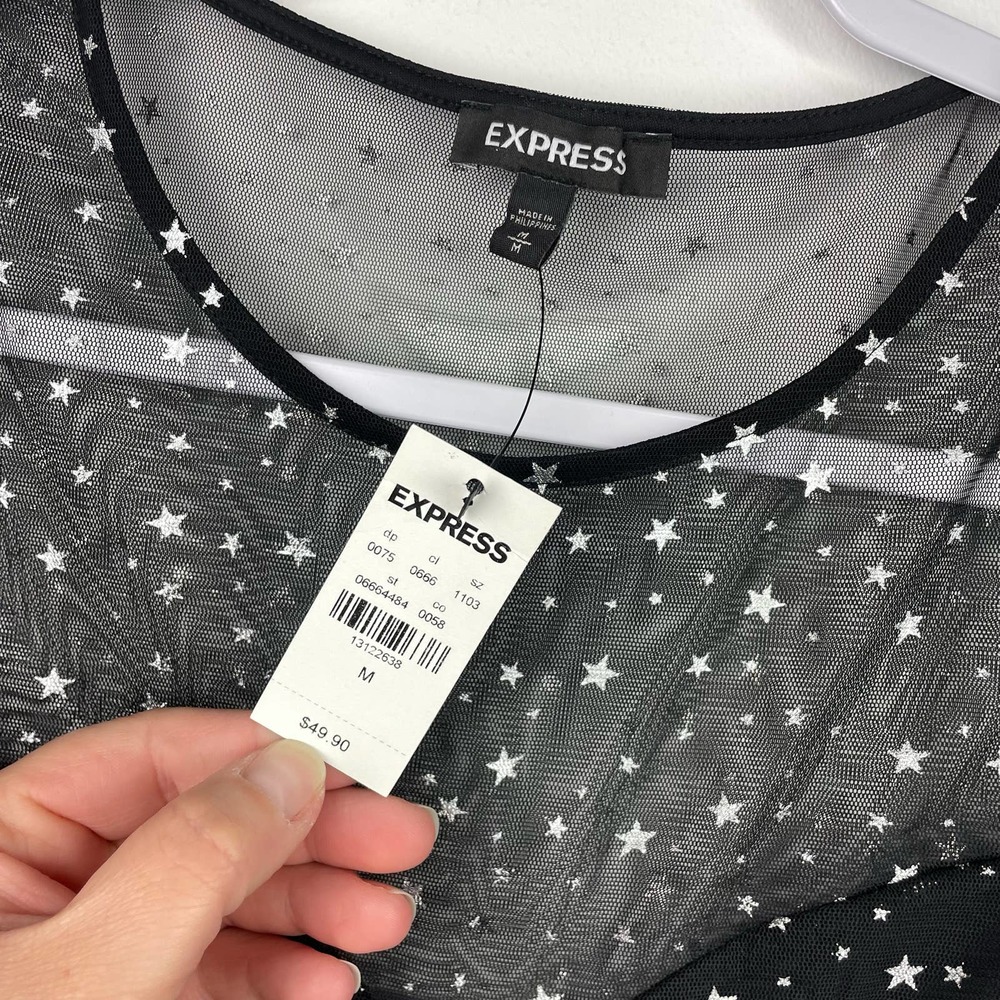 EXPRESS
MADE IN
PHILIPPINES
M
M
EXPRESS
dp cl sz
0075 0666 1103
st co
06664484 0058
13122638
M
$49.90